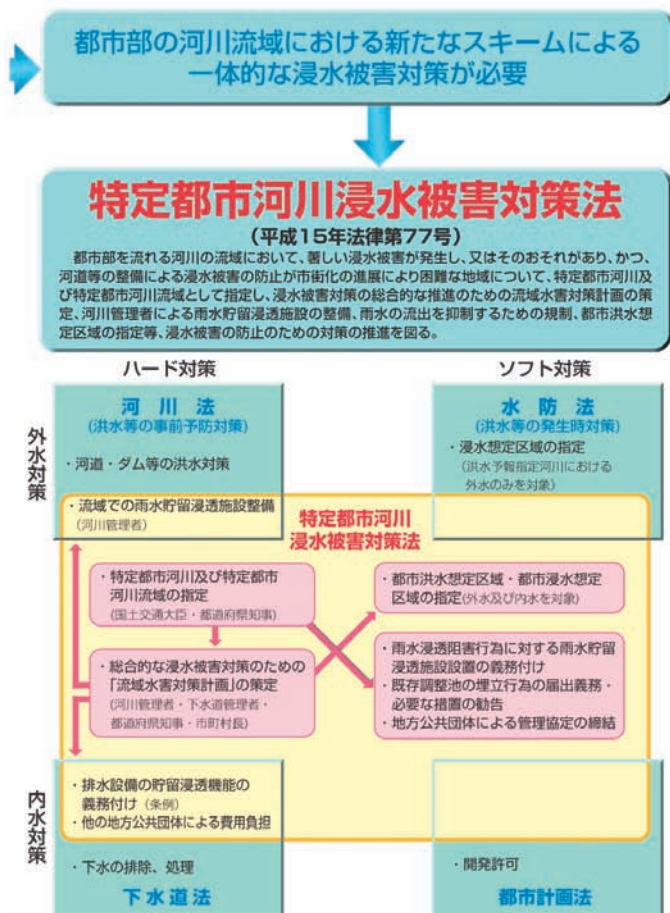 都市部の河川流域における新たなスキームによる
一体的な浸水被害対策が必要
特定都市河川浸水被害対策法
(平成15年法律第77号)
都市部を流れる河川の流域において、著しい浸水被害が発生し、又はそのおそれがあり、かつ、
河道等の整備による浸水被害の防止が市街化の進展により困難な地域について、特定都市河川及
び特定都市河川流域として指定し、浸水被害対策の総合的な推進のための流域水害対策計画の策
定、河川管理者による雨水貯留浸透施設の整備、雨水の流出を抑制するための規制、都市洪水想
定区域の指定等、浸水被害の防止のための対策の推進を図る。
ハード対策
ソフト対策
外水対策
河川法
(洪水等の事前予防対策)
・河道・ダム等の洪水対策
・流域での雨水貯留浸透施設整備
(河川管理者)
水防法
(洪水等の発生時対策)
・浸水想定区域の指定
(洪水予報指定河川における
外水のみを対象)
特定都市河川
浸水被害対策法
・特定都市河川及び特定都市
河川流域の指定
(国土交通大臣・都道府県知事)
・都市洪水想定区域・都市浸水想定
区域の指定(外水及び内水を対象)
・総合的な浸水被害対策のための
「流域水害対策計画」の策定
(河川管理者・下水道管理者・
都道府県知事・市町村長)
・雨水浸透阻害行為に対する雨水貯留
浸透施設設置の義務付け
・既存調整池の埋立行為の届出義務・
必要な措置の勧告
・地方公共団体による管理協定の締結
内水対策
・排水設備の貯留浸透機能の
義務付け(条例)
・他の地方公共団体による費用負担
・下水の排除、処理
下水道法
・開発許可
都市計画法